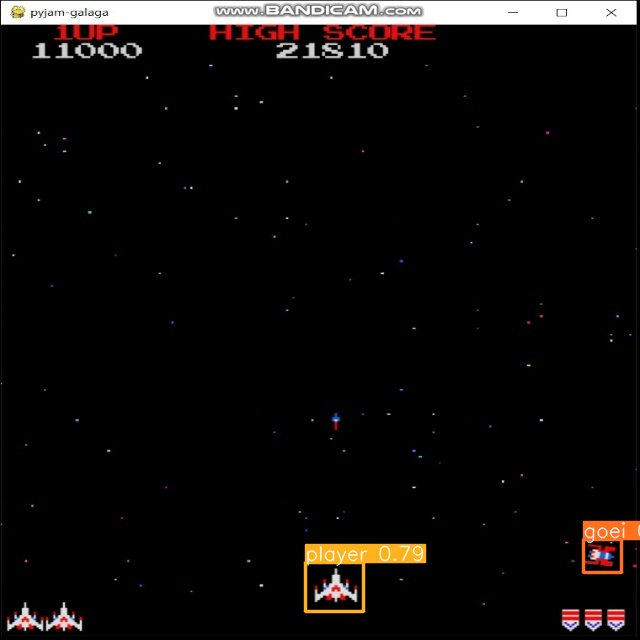 pyjam-galaga
www.BANDICAM.com
1UP HIGH SCORE
11000 21810
goei
player 0.79